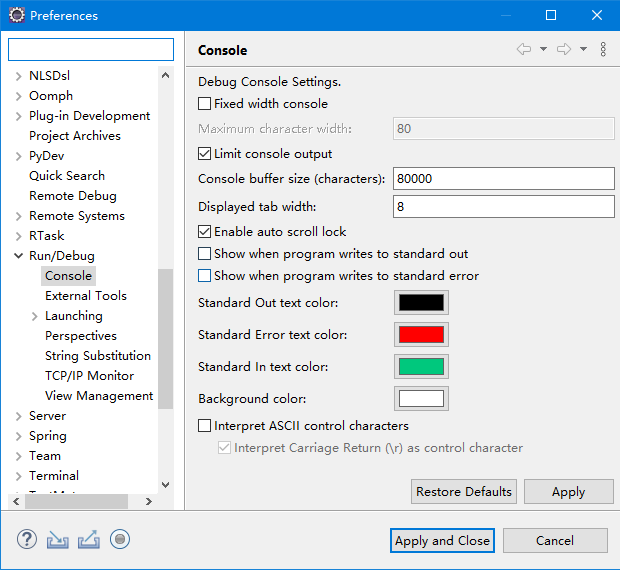 Preferences
Console
NLSDsl
Oomph
Plug-in Development
Project Archives
PyDev
Quick Search
Remote Debug
Remote Systems
RTask
Run/Debug
Console
External Tools
Launching
Perspectives
String Substitution
TCP/IP Monitor
View Management
Server
Spring
Team
Terminal
Debug Console Settings.
Fixed width console
Maximum character width: 80
Limit console output
Console buffer size (characters): 80000
Displayed tab width: 8
Enable auto scroll lock
Show when program writes to standard out
Show when program writes to standard error
Standard Out text color:
Standard Error text color:
Standard In text color:
Background color:
Interpret ASCII control characters
Interpret Carriage Return (\r) as control character
Restore Defaults Apply
? Apply and Close Cancel